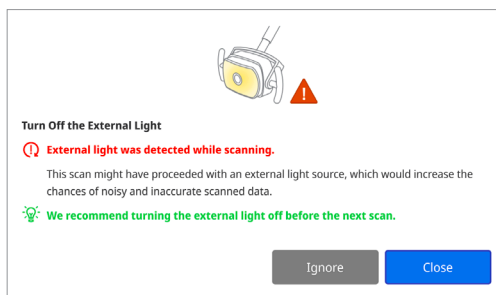 Turn Off the External Light
External light was detected while scanning.
This scan might have proceeded with an external light source, which would increase the
chances of noisy and inaccurate scanned data.
We recommend turning the external light off before the next scan.
Ignore
Close